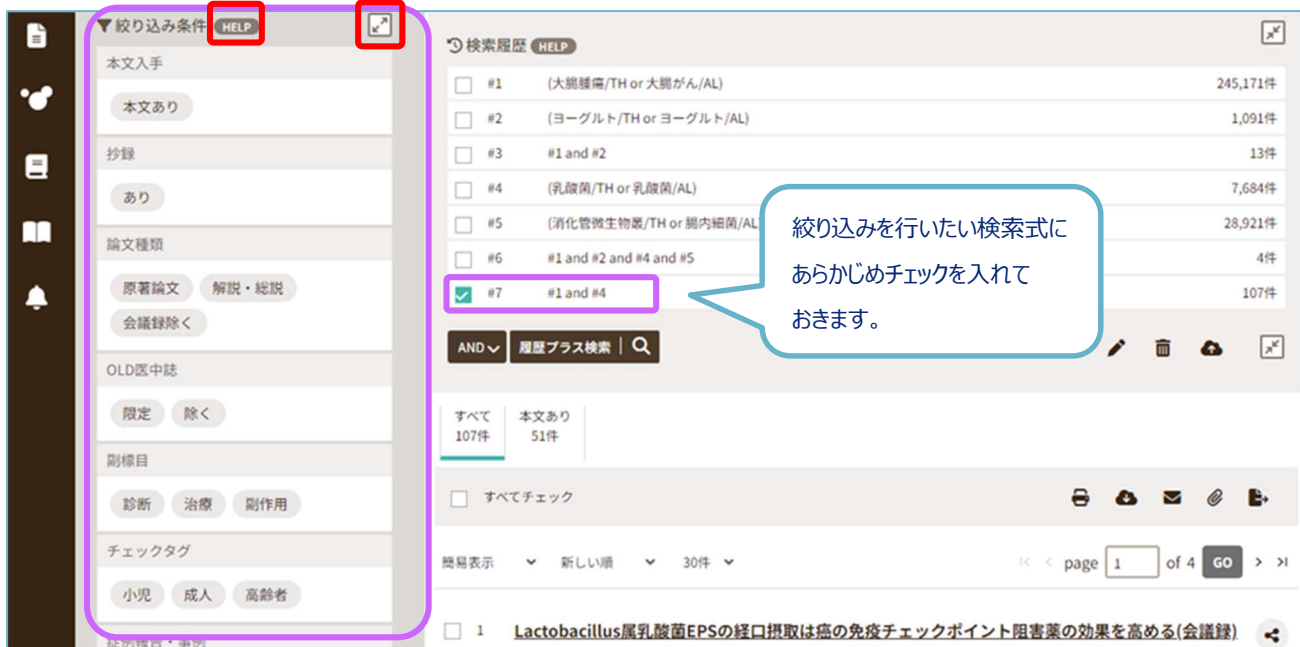 ▼絞り込み条件 HELP
本文入手
本文あり
抄録
あり
論文種類
原著論文 解説・総説
会議録除く
OLD医中誌
限定 除く
副標目
診断 治療 副作用
チェックタグ
小児 成人 高齢者
検索履歴 HELP
#1 (大腸腫瘍/TH or 大腸がん/AL) 245,171件
#2 (ヨーグルト/TH or ヨーグルト/AL) 1,091件
#3 #1 and #2 13件
#4 (乳酸菌/TH or 乳酸菌/AL) 7,684件
#5 (消化管微生物叢/TH or 腸内細菌/AL) 28,921件
#6 #1 and #2 and #4 and #5 4件
#7 #1 and #4 107件
絞り込みを行いたい検索式に
あらかじめチェックを入れて
おきます。
AND 履歴プラス検索
すべて 本文あり
107件 51件
すべてチェック
簡易表示 新しい順 30件 page 1 of 4 GO
1 Lactobacillus属乳酸菌EPSの経口摂取は癌の免疫チェックポイント阻害薬の効果を高める(会議録)